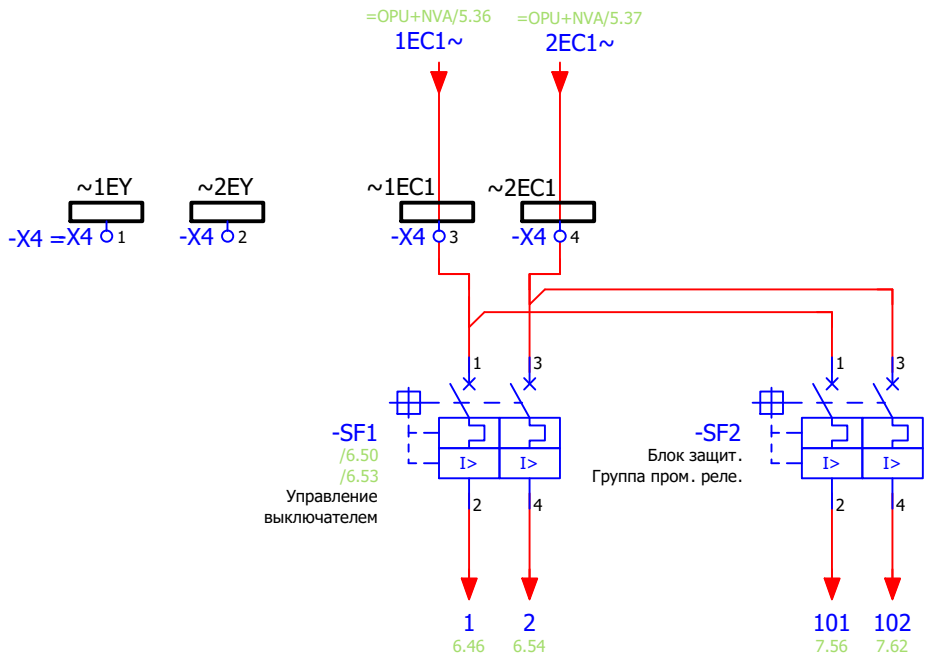 =OPU+NVA/5.36
=OPU+NVA/5.37
1EC1~
2EC1~
~1EY
~2EY
~1EC1
~2EC1
-X4 =-X4
1
-X4
2
-X4
3
-X4
4
1
3
1
3
-SF1
/6.50
/6.53
Управление
выключателем
I>
I>
-SF2
Блок защит.
Группа пром. реле.
I>
I>
2
4
2
4
1
2
101
102
6.46
6.54
7.56
7.62